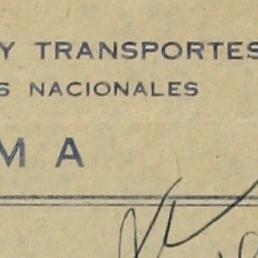 Y TRANSPORTES
S NACIONALES
M A